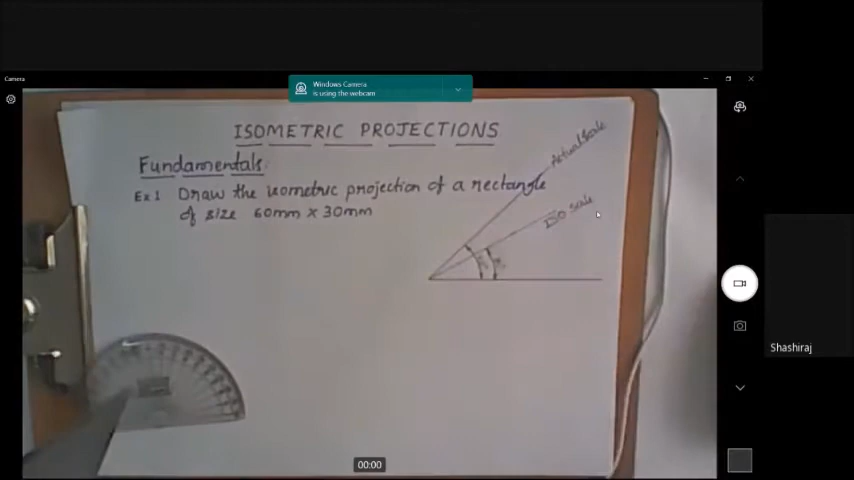 Camera
Windows Camera
is using the webcam
ISOMETRIC PROJECTIONS
Fundamentals:
Actual scale
Ex 1 Draw the isometric projection of a rectangle
of size 60mm x 30mm
ISO scale
Shashiraj
00:00